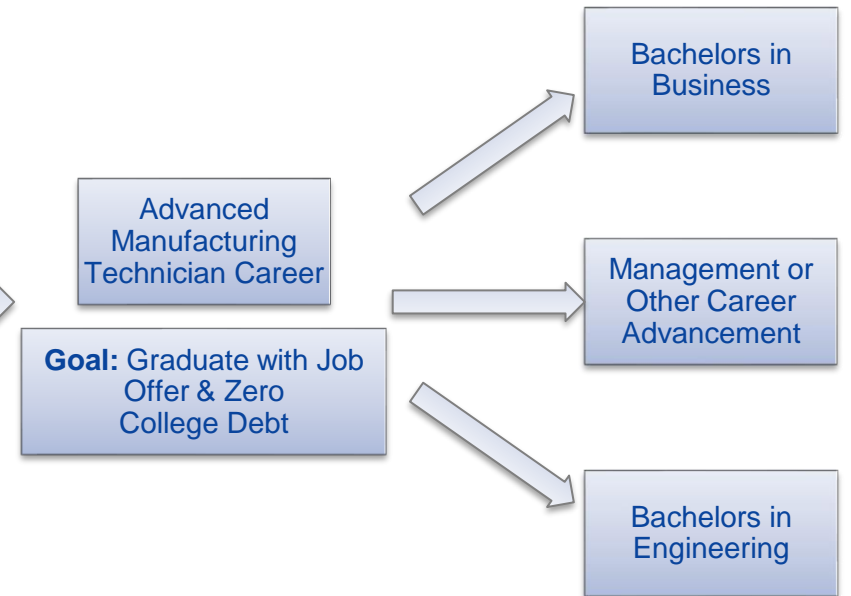 Bachelors in
Business
Advanced
Manufacturing
Technician Career
Management or
Other Career
Advancement
Goal: Graduate with Job
Offer & Zero
College Debt
Bachelors in
Engineering